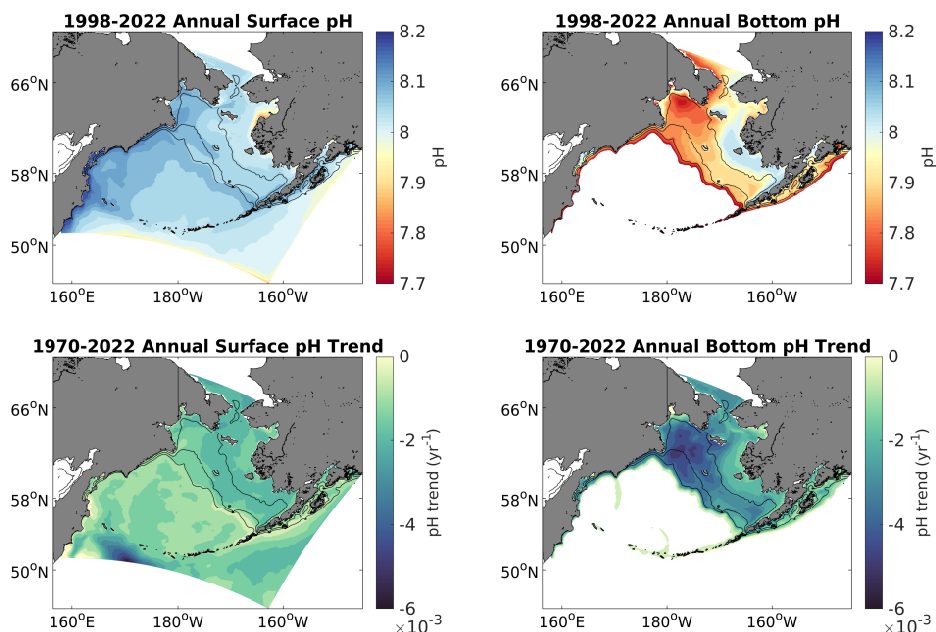 1998-2022 Annual Surface pH
66°N
58°N
50°N
160°E
180°W
160°W
8.2
8.1
8
7.9
7.8
7.7
pH
1998-2022 Annual Bottom pH
66°N
58°N
50°N
160°E
180°W
160°W
8.2
8.1
8
7.9
7.8
7.7
pH
1970-2022 Annual Surface pH Trend
66°N
58°N
50°N
160°E
180°W
160°W
0
-2
-4
-6
×10⁻³
pH trend (yr⁻¹)
1970-2022 Annual Bottom pH Trend
66°N
58°N
50°N
160°E
180°W
160°W
0
-2
-4
-6
×10⁻³
pH trend (yr⁻¹)